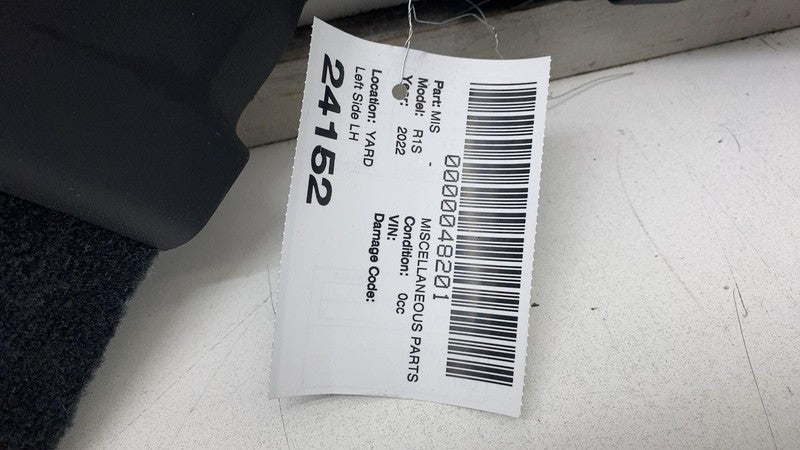 0000048201
Part: MIS - MISCELLANEOUS PARTS
Model: R1S Condition: 0cc
Year: 2022 VIN:
Damage Code:
Location: YARD
Left Side LH
24152